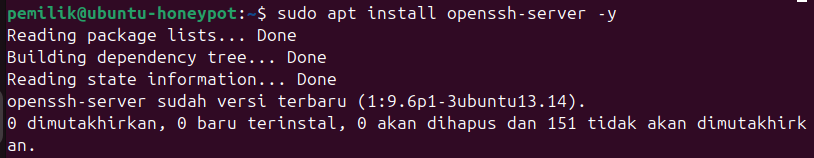 pemilik@ubuntu-honeypot:~$ sudo apt install openssh-server -y
Reading package lists... Done
Building dependency tree... Done
Reading state information... Done
openssh-server sudah versi terbaru (1:9.6p1-3ubuntu13.14).
0 dimutakhirkan, 0 baru terinstal, 0 akan dihapus dan 151 tidak akan dimutakhirk
an.